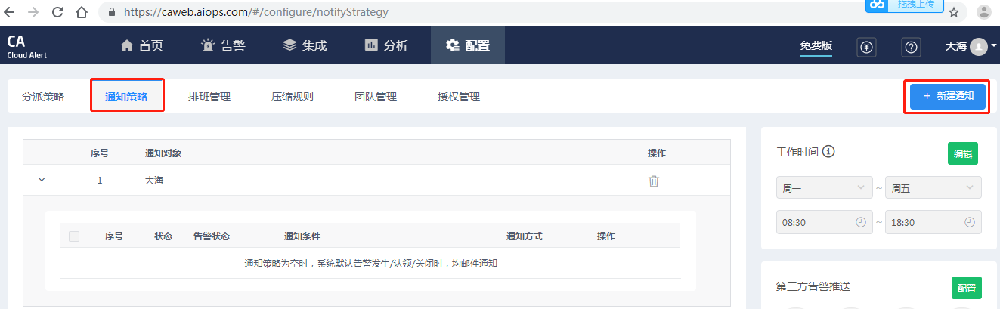 https://caweb.aiops.com/#/configure/notifyStrategy
拖拽上传
CA
Cloud Alert
首页
告警
集成
分析
配置
免费版
大海
分派策略
通知策略
排班管理
压缩规则
团队管理
授权管理
+ 新建通知
序号 通知对象 操作
1 大海
序号 状态 告警状态 通知条件 通知方式 操作
通知策略为空时，系统默认告警发生/认领/关闭时，均邮件通知
工作时间
编辑
周一 ~ 周五
08:30 ~ 18:30
第三方告警推送
配置